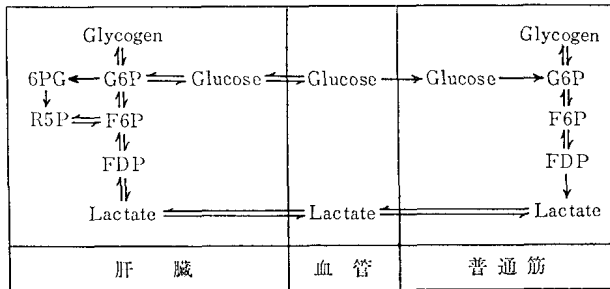 Glycogen Glycogen
6PG G6P Glucose Glucose Glucose G6P
R5P F6P F6P
FDP FDP
Lactate Lactate Lactate
肝臓 血管 普通筋